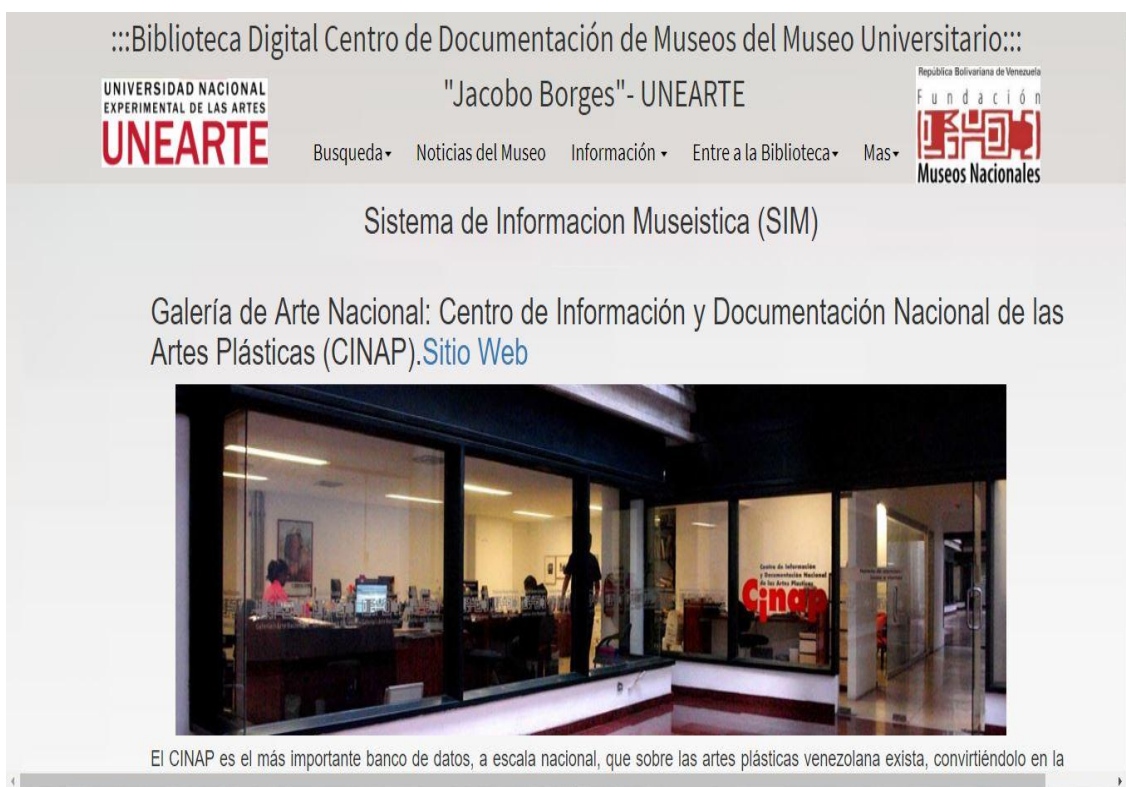 :::Biblioteca Digital Centro de Documentación de Museos del Museo Universitario:::
"Jacobo Borges"- UNEARTE
UNIVERSIDAD NACIONAL
EXPERIMENTAL DE LAS ARTES
UNEARTE
República Bolivariana de Venezuela
Fundación
Museos Nacionales
Busqueda Noticias del Museo Información Entre a la Biblioteca Mas
Sistema de Informacion Museistica (SIM)
Galería de Arte Nacional: Centro de Información y Documentación Nacional de las
Artes Plásticas (CINAP).Sitio Web
Centro de Información
y Documentación Nacional
de las Artes Plásticas
Cinap
El CINAP es el más importante banco de datos, a escala nacional, que sobre las artes plásticas venezolana exista, convirtiéndolo en la